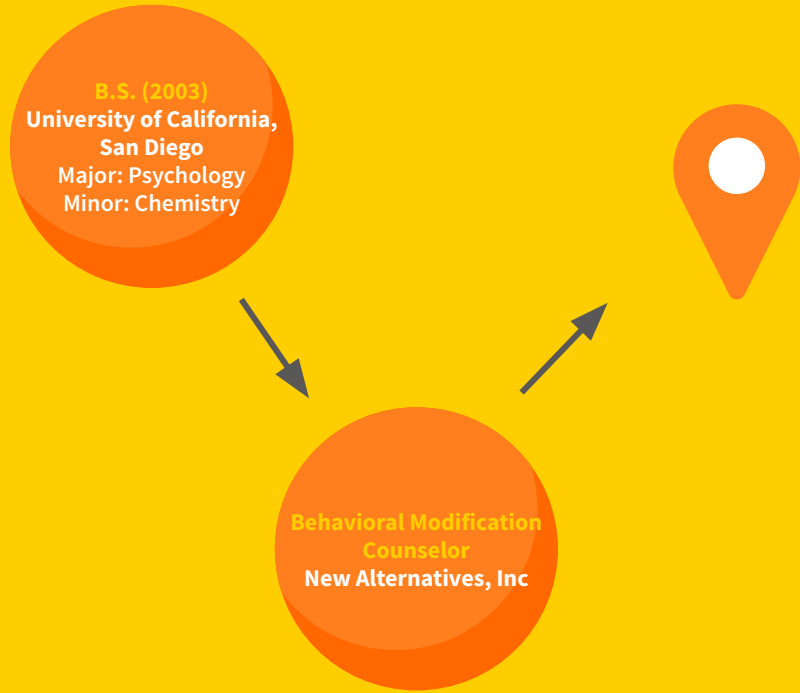 B.S. (2003)
University of California,
San Diego
Major: Psychology
Minor: Chemistry
Behavioral Modification
Counselor
New Alternatives, Inc